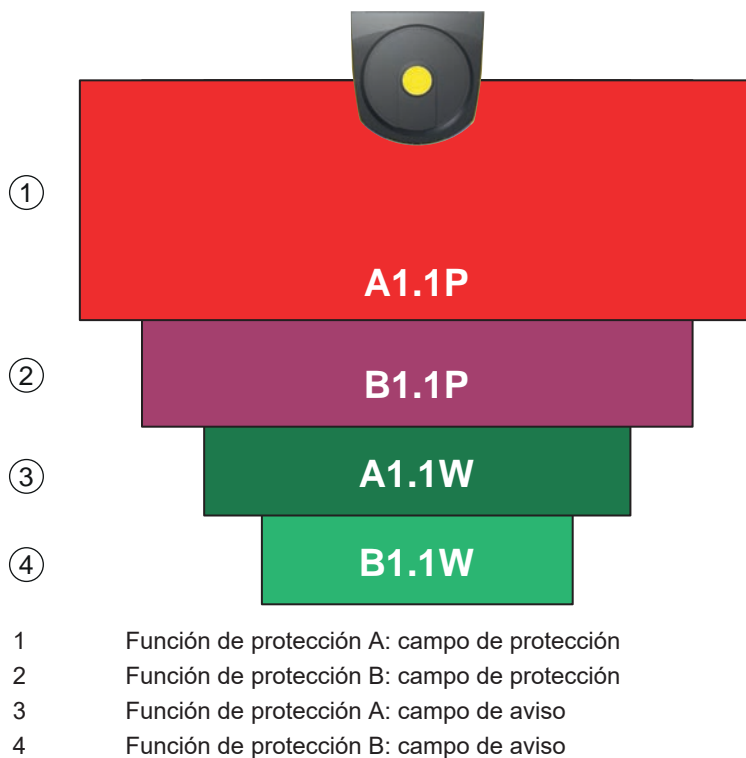 1
A1.1P
2
B1.1P
3
A1.1W
4
B1.1W
1 Función de protección A: campo de protección
2 Función de protección B: campo de protección
3 Función de protección A: campo de aviso
4 Función de protección B: campo de aviso